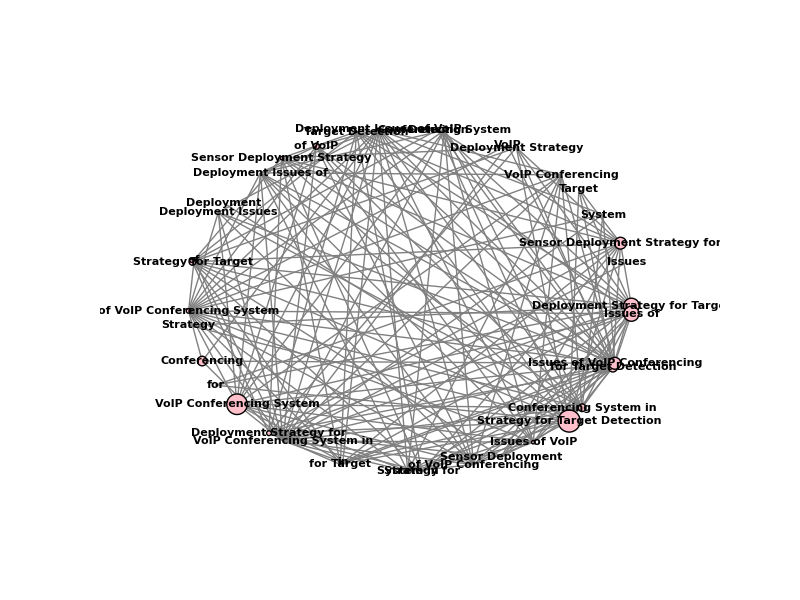 Deployment Issues of VoIP
Target Detection
System
of VoIP
VoIP
Deployment Strategy
Sensor Deployment Strategy
Deployment Issues of
VoIP Conferencing
Target
Deployment
Deployment Issues
System
Sensor Deployment Strategy for
Strategy for Target
Issues
Deployment Strategy for Targe
of VoIP Conferencing System
Issues of
Strategy
Conferencing
Issues of VoIP Conferencing
for Target Detection
for
VoIP Conferencing System
Conferencing System in
Strategy for Target Detection
Deployment Strategy for
VoIP Conferencing System in
Issues of VoIP
Sensor Deployment
for Target
of VoIP Conferencing